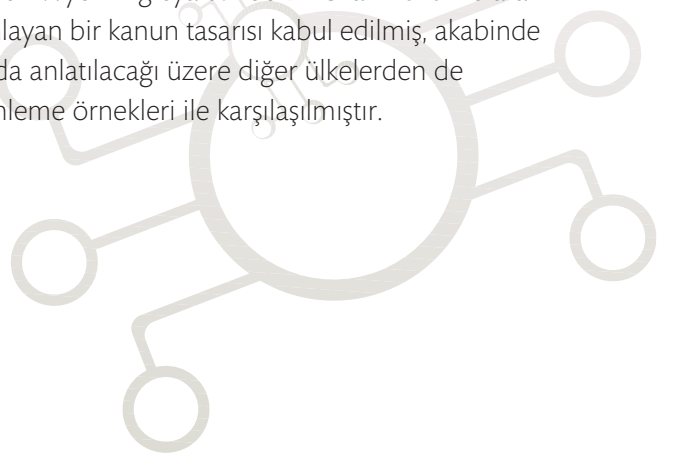 layan bir kanun tasarısı kabul edilmiş, akabinde
da anlatılacağı üzere diğer ülkelerden de
nleme örnekleri ile karşılaşılmıştır.